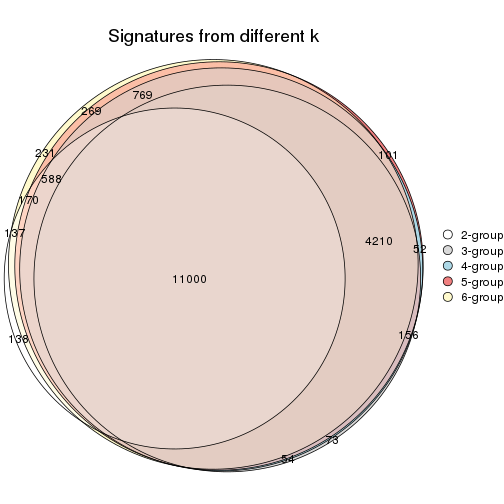 Signatures from different k
769
269
101
231
588
170
137
4210
52
11000
138
156
73
54
2-group
3-group
4-group
5-group
6-group